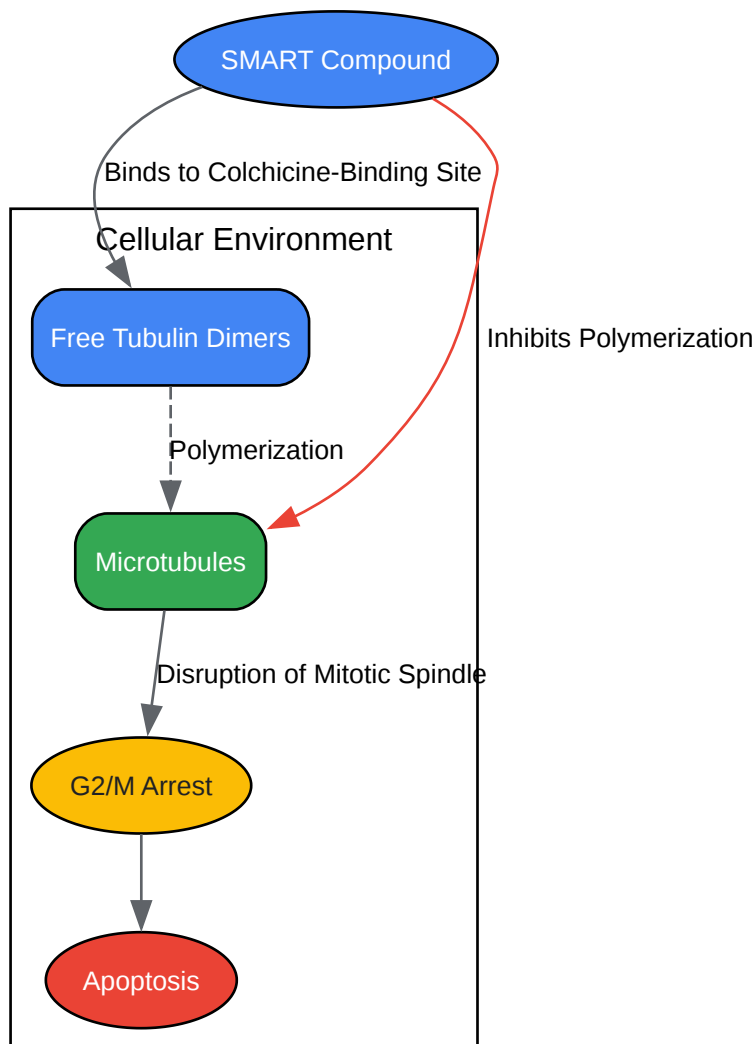 SMART Compound
Binds to Colchicine-Binding Site
Cellular Environment
Free Tubulin Dimers
Inhibits Polymerization
Polymerization
Microtubules
Disruption of Mitotic Spindle
G2/M Arrest
Apoptosis